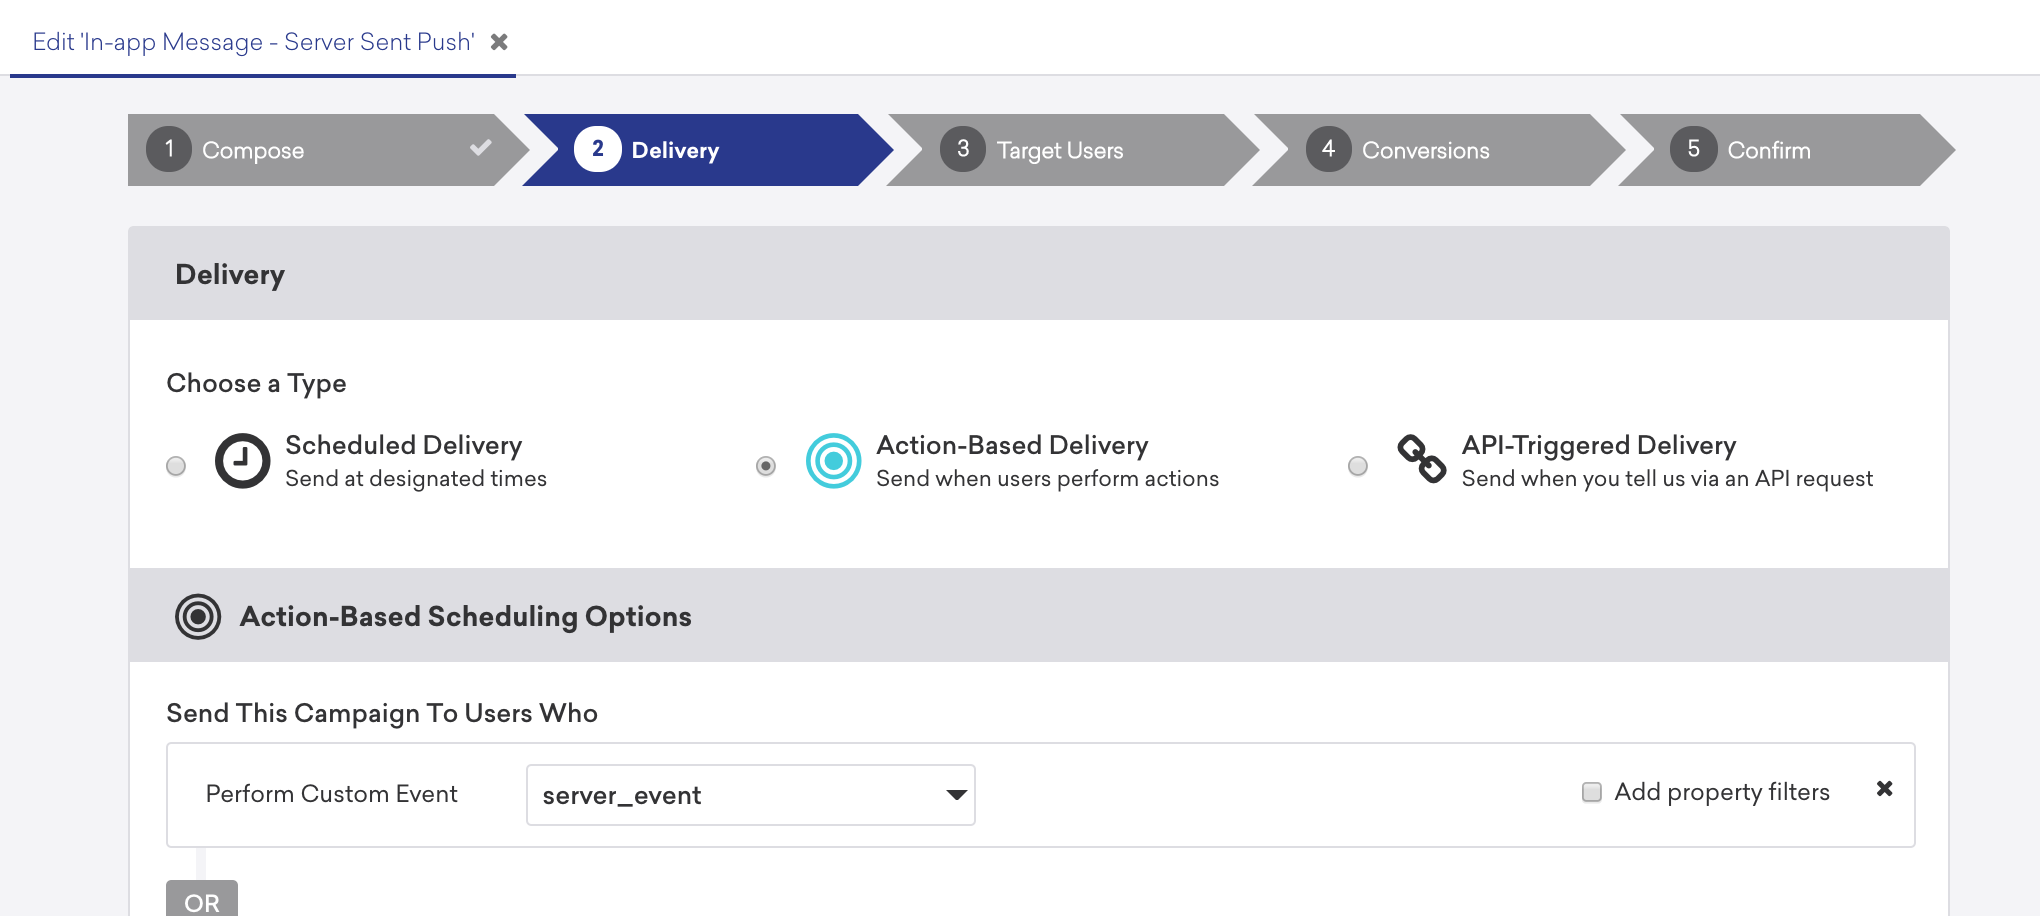 Edit 'In-app Message - Server Sent Push'
1 Compose 2 Delivery 3 Target Users 4 Conversions 5 Confirm
Delivery
Choose a Type
Scheduled Delivery
Send at designated times
Action-Based Delivery
Send when users perform actions
API-Triggered Delivery
Send when you tell us via an API request
Action-Based Scheduling Options
Send This Campaign To Users Who
Perform Custom Event server_event Add property filters
OR